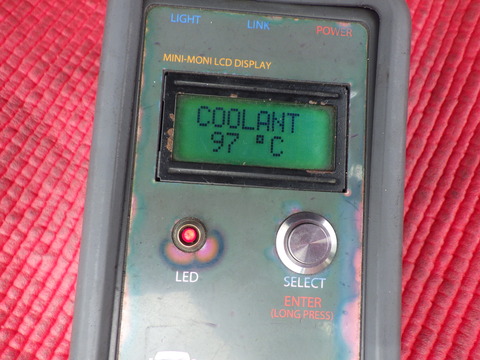 LIGHT LINK POWER
MINI-MONI LCD DISPLAY
COOLANT
97 °C
LED
SELECT
ENTER
(LONG PRESS)